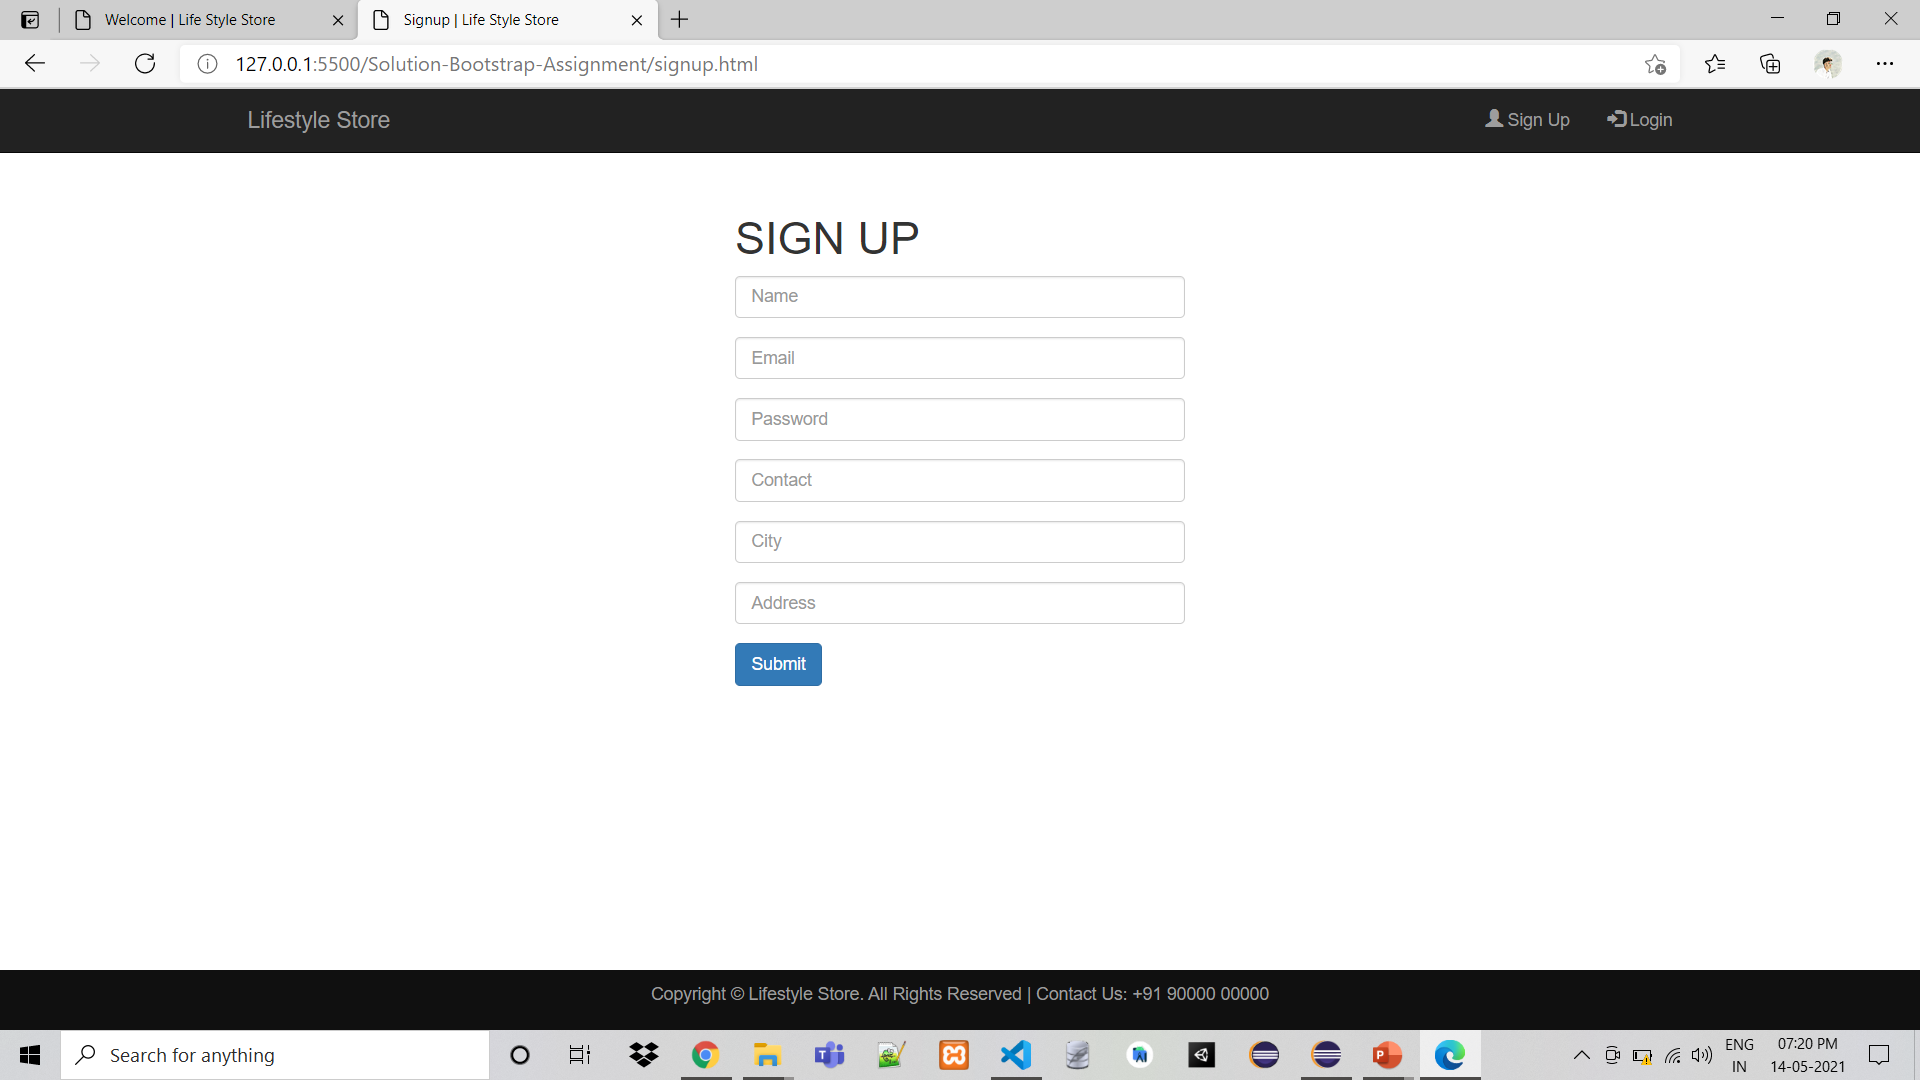 Welcome | Life Style Store
Signup | Life Style Store
127.0.0.1:5500/Solution-Bootstrap-Assignment/signup.html
Lifestyle Store
Sign Up
Login
SIGN UP
Name
Email
Password
Contact
City
Address
Submit
Copyright © Lifestyle Store. All Rights Reserved | Contact Us: +91 90000 00000
Search for anything
ENG
IN
07:20 PM
14-05-2021